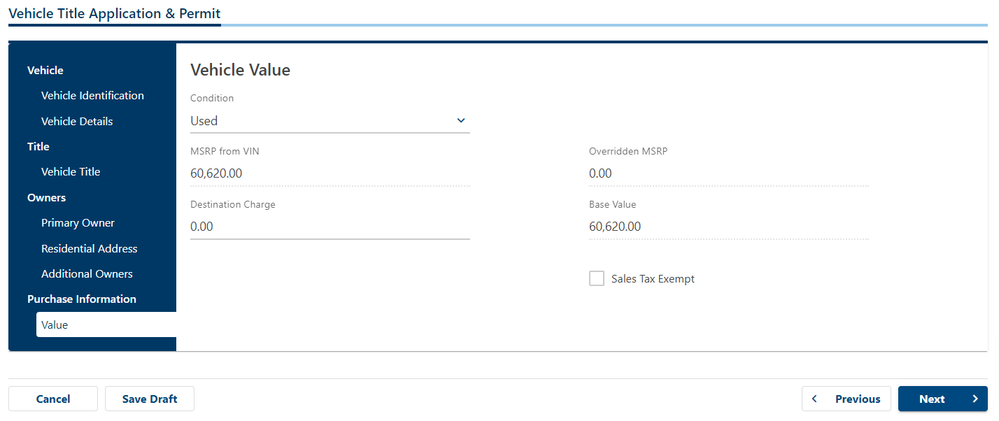 Vehicle Title Application & Permit
Vehicle
Vehicle Identification
Vehicle Details
Title
Vehicle Title
Owners
Primary Owner
Residential Address
Additional Owners
Purchase Information
Value
Vehicle Value
Condition
Used
MSRP from VIN
60,620.00
Overridden MSRP
0.00
Destination Charge
0.00
Base Value
60,620.00
Sales Tax Exempt
Cancel
Save Draft
Previous
Next